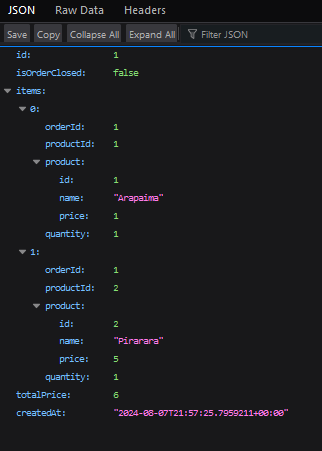 JSON Raw Data Headers
Save Copy Collapse All Expand All Filter JSON
id: 1
isOrderClosed: false
items:
0:
orderId: 1
productId: 1
product:
id: 1
name: "Arapaima"
price: 1
quantity: 1
1:
orderId: 1
productId: 2
product:
id: 2
name: "Pirarara"
price: 5
quantity: 1
totalPrice: 6
createdAt: "2024-08-07T21:57:25.7959211+00:00"